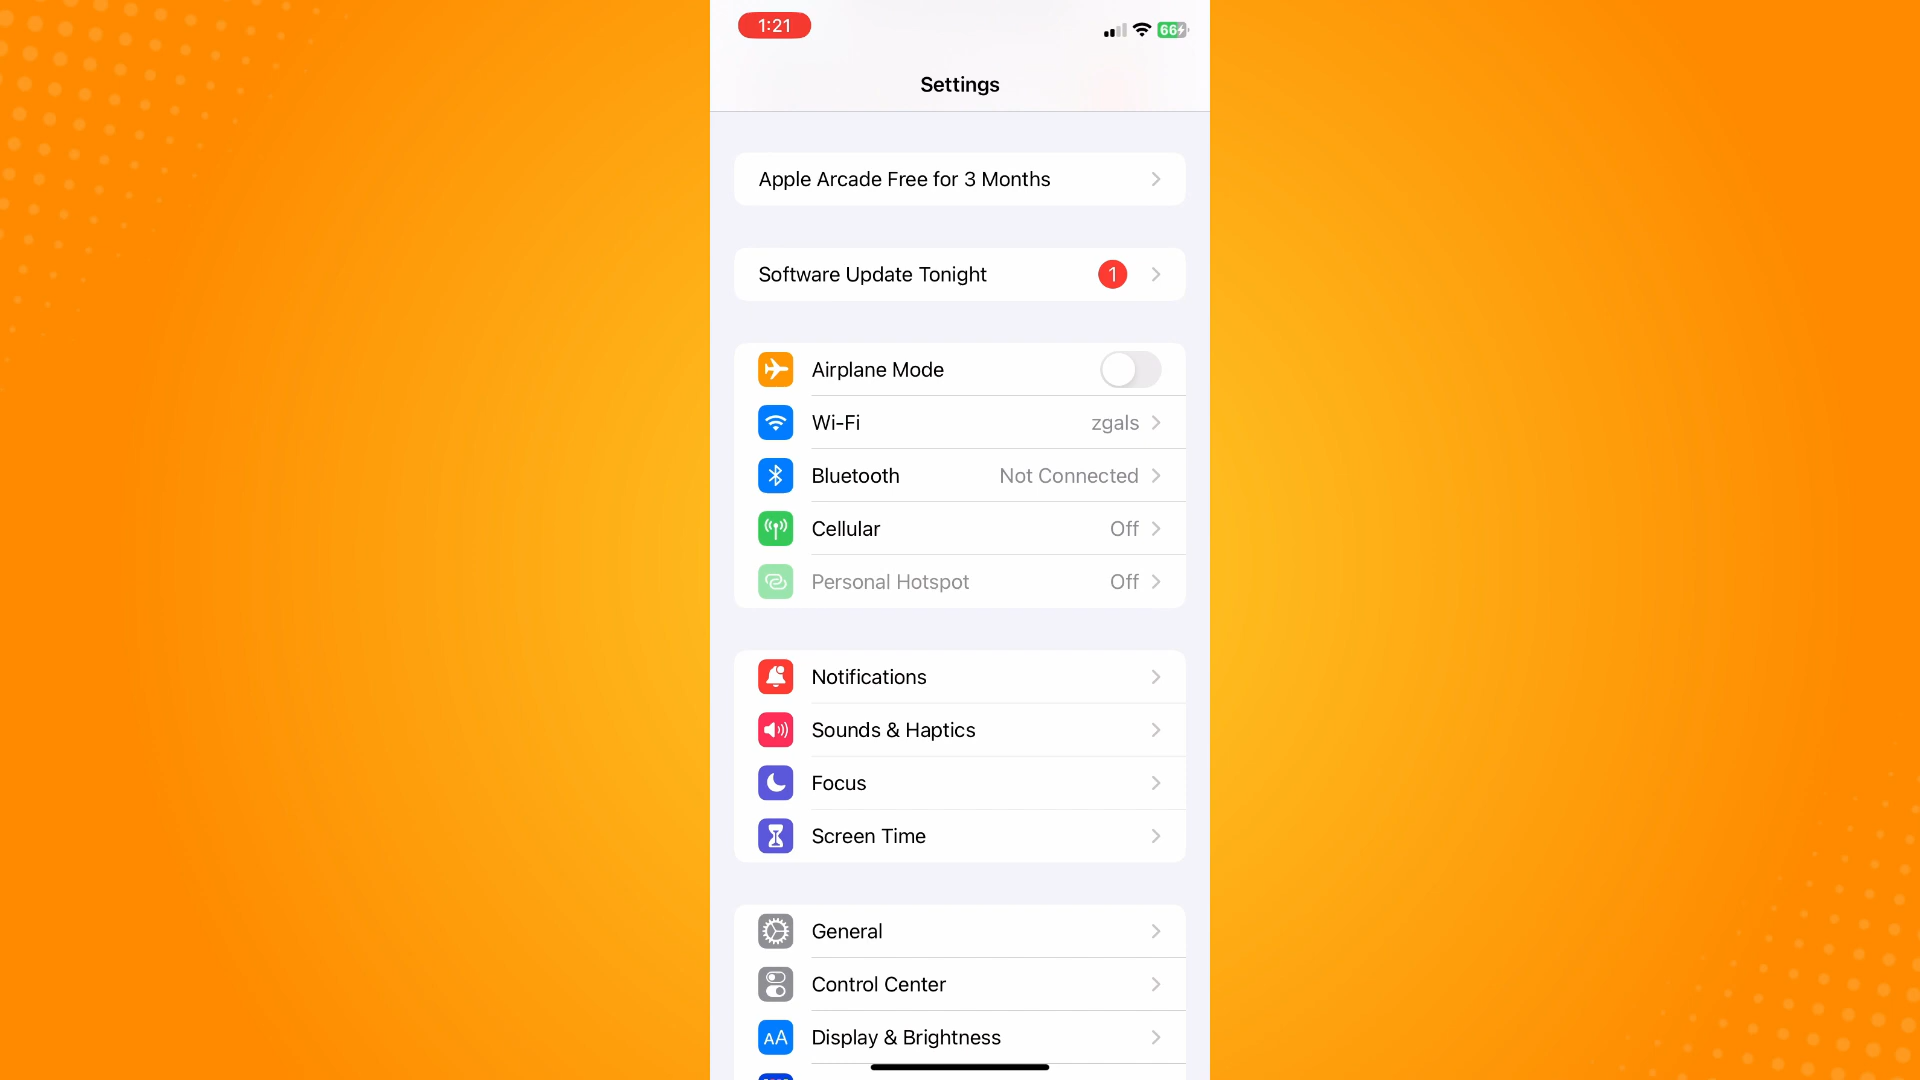 1:21
66
Settings
Apple Arcade Free for 3 Months
Software Update Tonight 1
Airplane Mode
Wi-Fi zgals
Bluetooth Not Connected
Cellular Off
Personal Hotspot Off
Notifications
Sounds & Haptics
Focus
Screen Time
General
Control Center
AA Display & Brightness